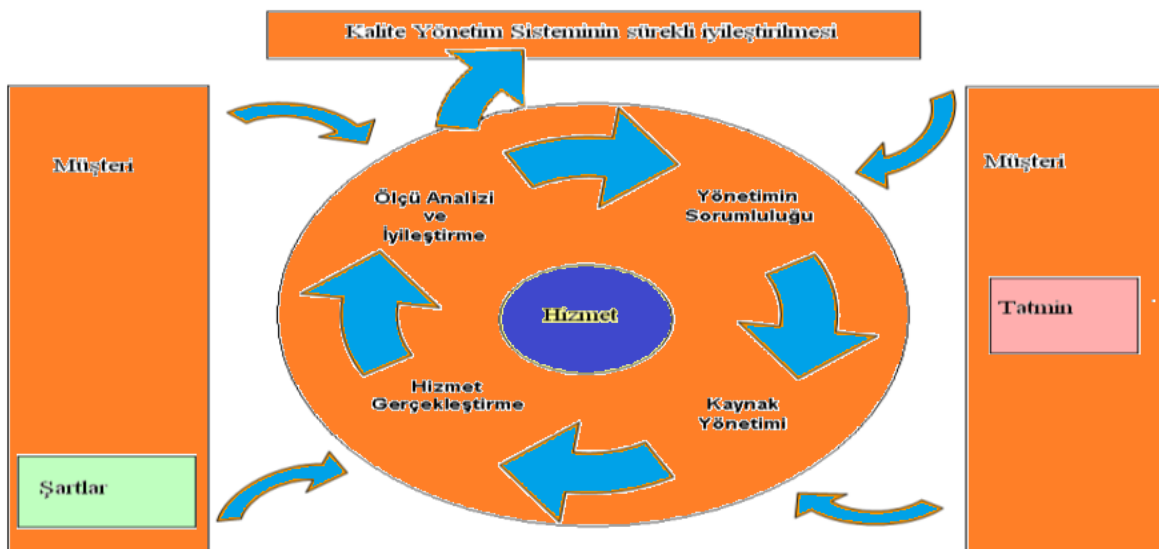 Kalite Yönetim Sisteminin sürekli iyileştirilmesi
Müşteri
Müşteri
Ölçü Analizi
ve
İyileştirme
Yönetimin
Sorumluluğu
Hizmet
Tatmin
Hizmet
Gerçekleştirme
Kaynak
Yönetimi
Şartlar